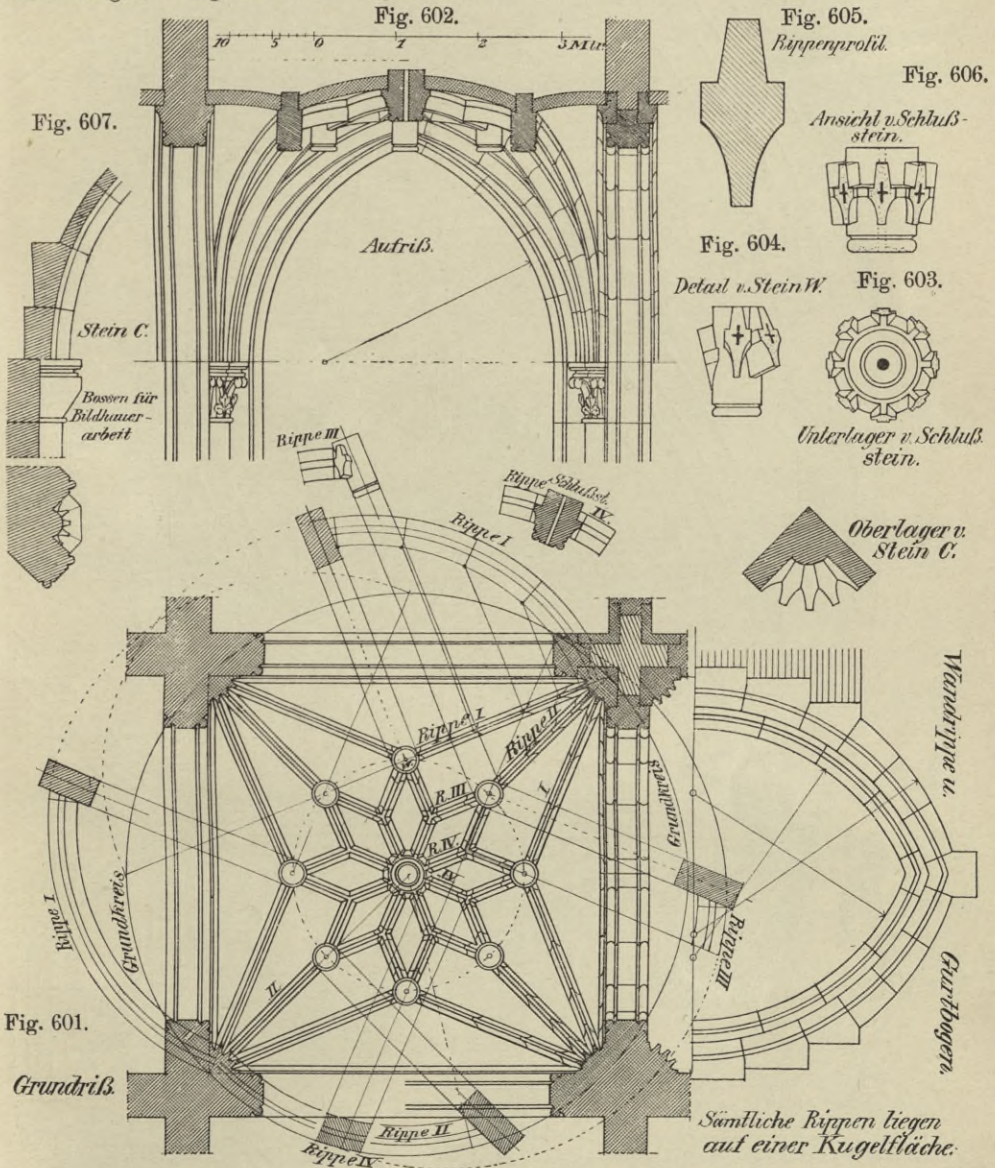 Fig. 602.
10 5 0 1 2 3 Mtr.
Fig. 605.
Rippenprofil.
Fig. 606.
Ansicht v. Schluß-
stein.
Fig. 607.
Aufriß.
Fig. 604.
Detail v. Stein W.
Fig. 603.
Stein C.
Bossen für
Bildhauer-
arbeit
Unterlager v. Schluß
stein.
Rippe III
Rippe Schlußst. IV.
Rippe I
Oberlager v.
Stein C.
Rippe I
Rippe II
R. III
I
R. IV.
IV
Grundkreis
Grundkreis
Rippe I
Rippe III
II.
Wandrippe u.
Gurtbogen.
Fig. 601.
Grundriß.
Rippe II
Rippe IV
Sämtliche Rippen liegen
auf einer Kugelfläche.